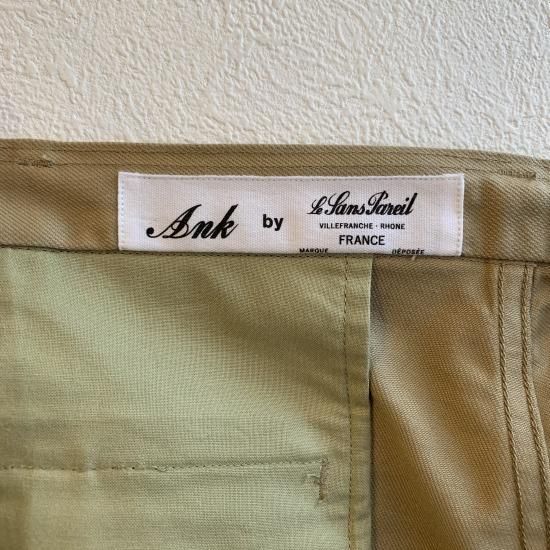 Ank by
Le Sans Pareil
VILLEFRANCHE · RHONE
FRANCE
MARQUE DÉPOSÉE